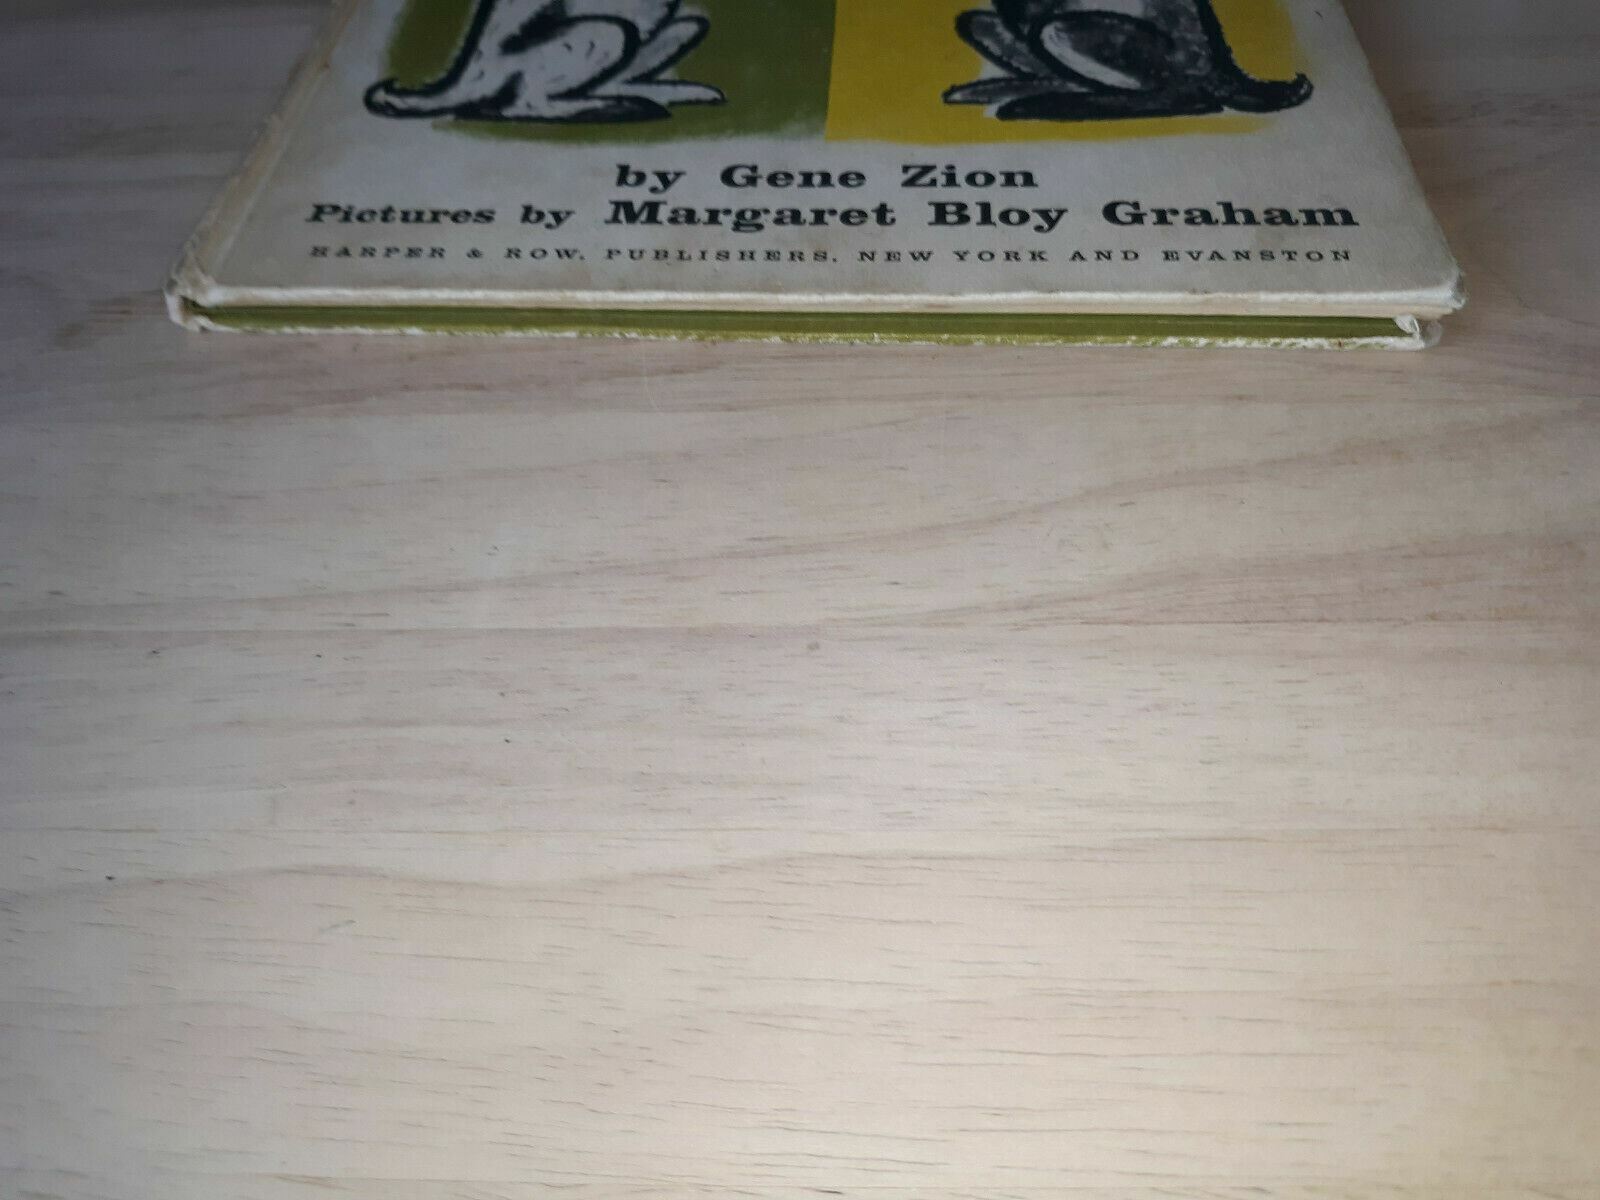 by Gene Zion
Pictures by Margaret Bloy Graham
HARPER & ROW, PUBLISHERS, NEW YORK AND EVANSTON